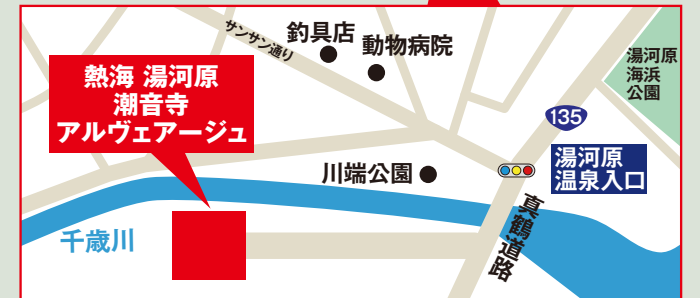 サンサン通り
釣具店
動物病院
湯河原
海浜
公園
熱海 湯河原
潮音寺
アルヴェアージュ
135
湯河原
温泉入口
川端公園
真鶴道路
千歳川